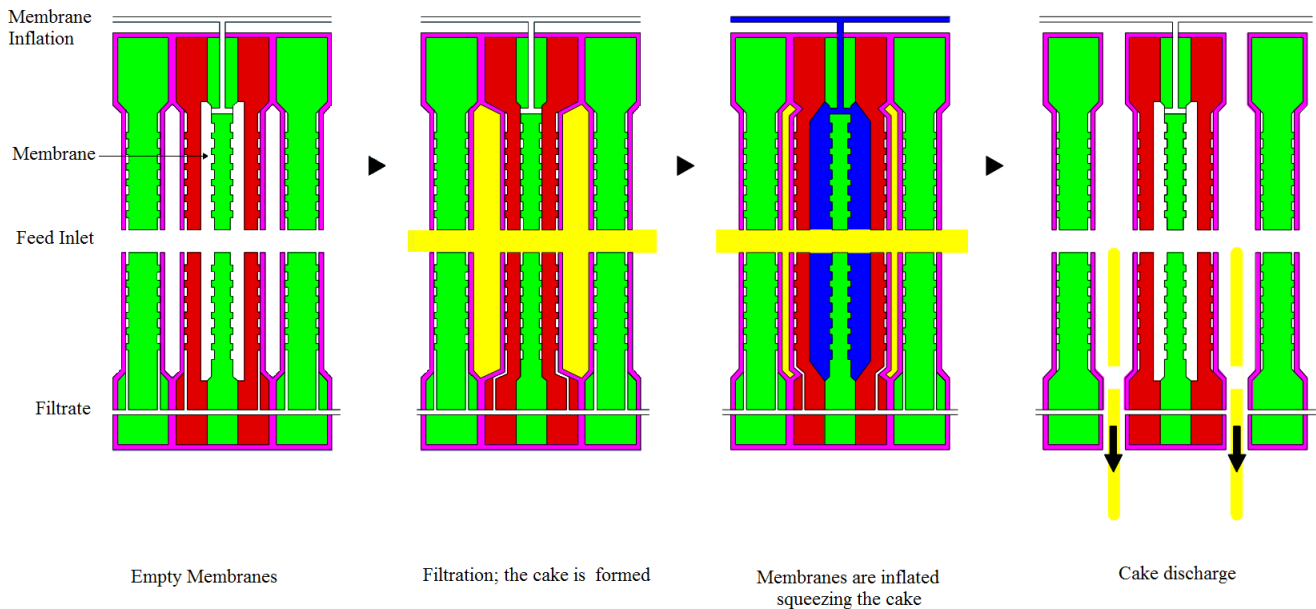 Membrane
Inflation
Membrane
Feed Inlet
Filtrate
Empty Membranes
Filtration; the cake is formed
Membranes are inflated
squeezing the cake
Cake discharge